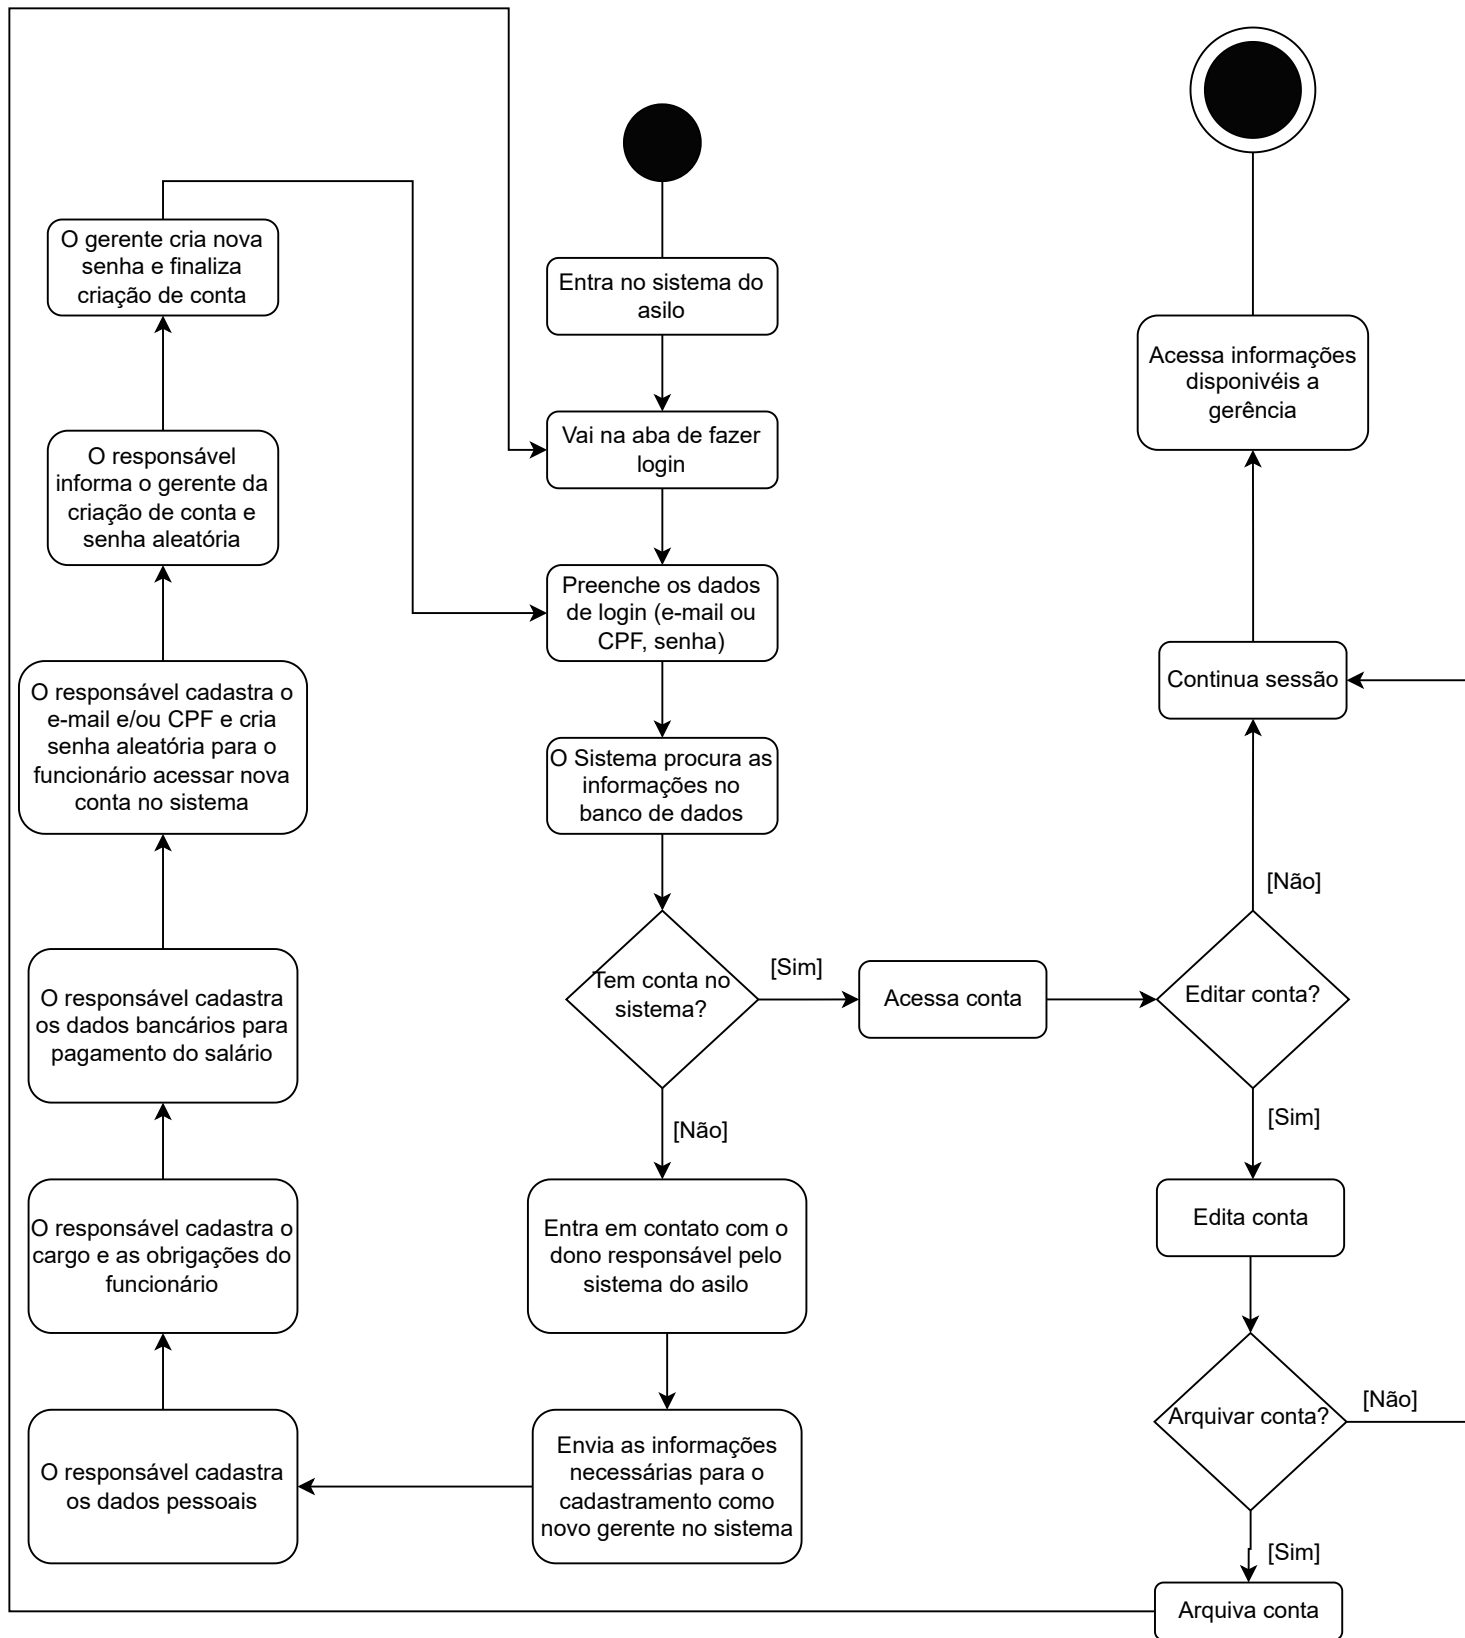 Entra no sistema do
asilo
Vai na aba de fazer
login
Preenche os dados
de login (e-mail ou
CPF, senha)
O Sistema procura as
informações no
banco de dados
Tem conta no
sistema?
[Sim]
[Não]
Acessa conta
Editar conta?
[Não]
[Sim]
Continua sessão
Acessa informações
disponivéis a
gerência
Edita conta
Arquivar conta?
[Não]
[Sim]
Arquiva conta
Entra em contato com o
dono responsável pelo
sistema do asilo
Envia as informações
necessárias para o
cadastramento como
novo gerente no sistema
O responsável cadastra
os dados pessoais
O responsável cadastra o
cargo e as obrigações do
funcionário
O responsável cadastra
os dados bancários para
pagamento do salário
O responsável cadastra o
e-mail e/ou CPF e cria
senha aleatória para o
funcionário acessar nova
conta no sistema
O responsável
informa o gerente da
criação de conta e
senha aleatória
O gerente cria nova
senha e finaliza
criação de conta